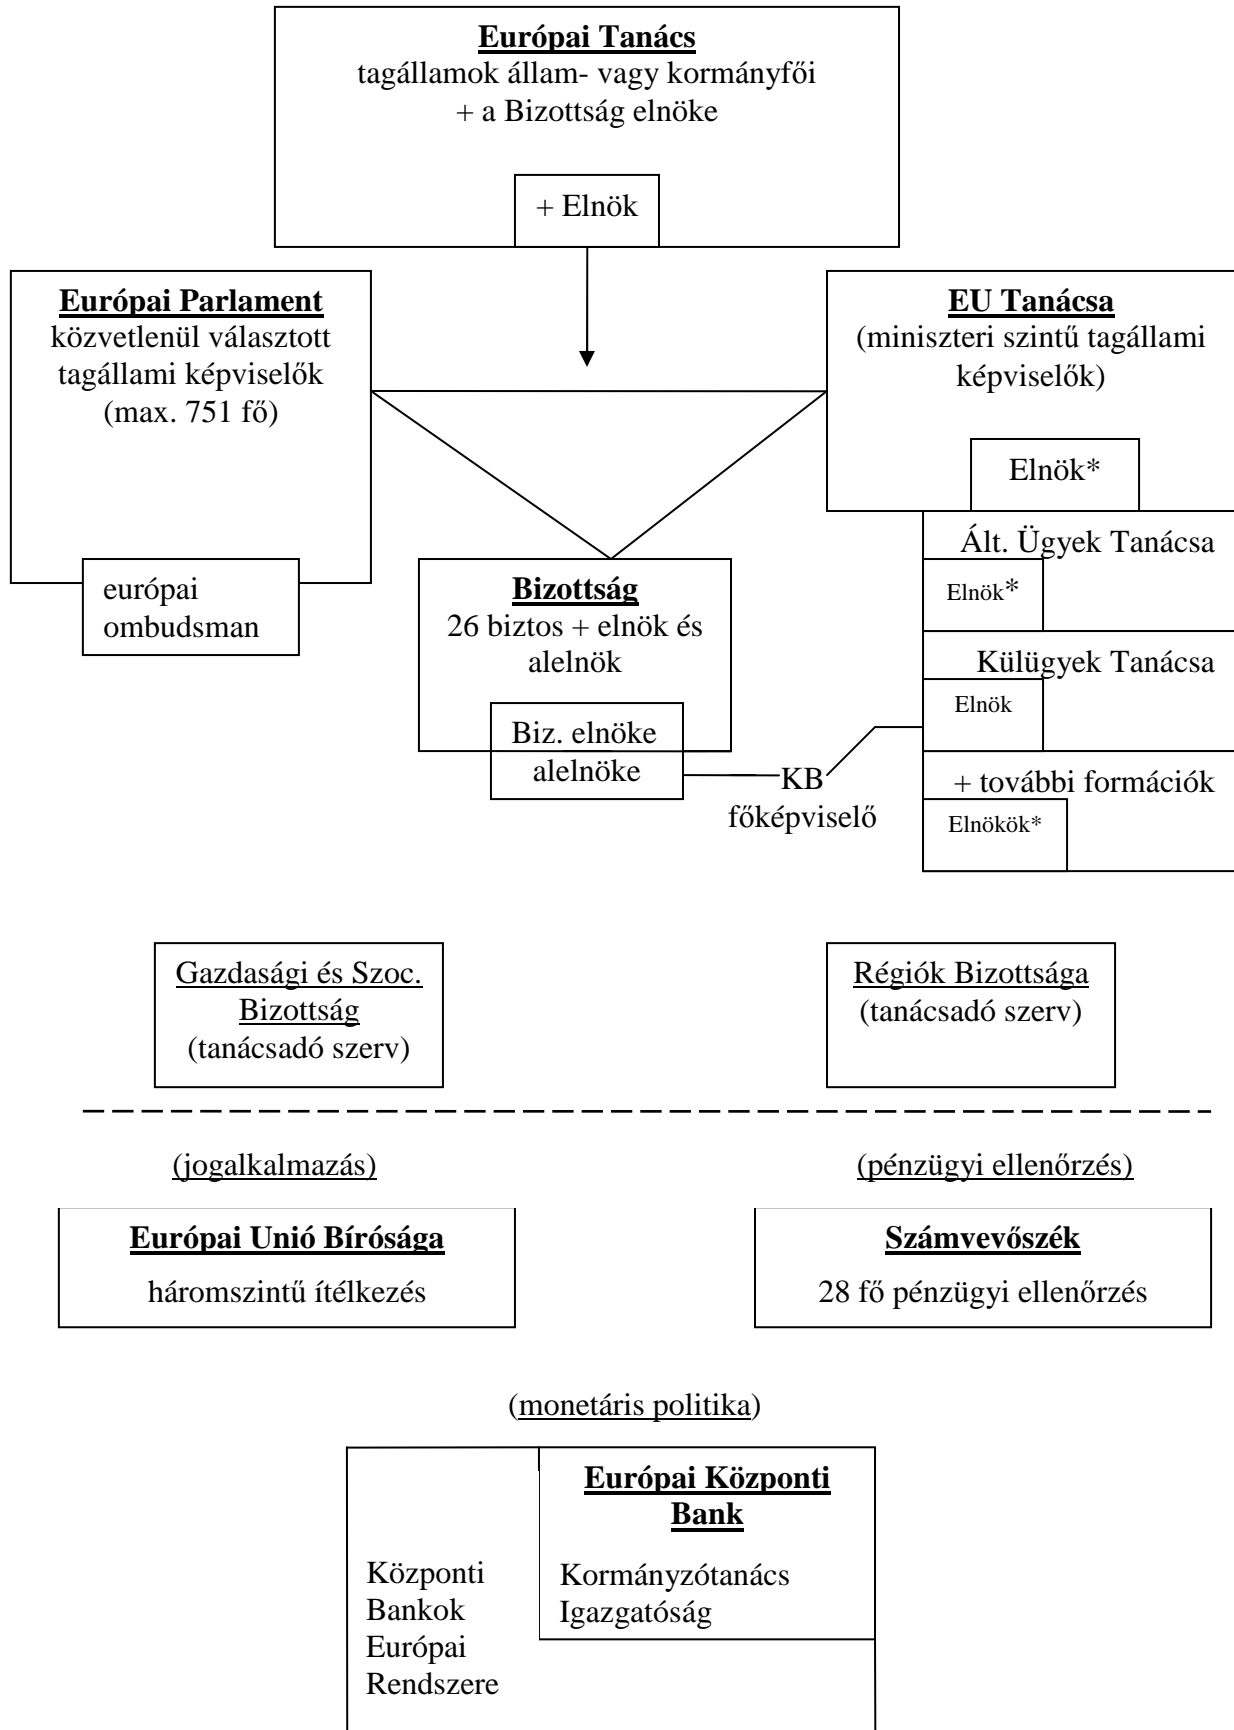 Európai Tanács
tagállamok állam- vagy kormányfői
+ a Bizottság elnöke
+ Elnök
Európai Parlament
közvetlenül választott
tagállami képviselők
(max. 751 fő)
európai
ombudsman
EU Tanácsa
(miniszteri szintű tagállami
képviselők)
Elnök*
Ált. Ügyek Tanácsa
Elnök*
Külügyek Tanácsa
Elnök
+ további formációk
Elnökök*
Bizottság
26 biztos + elnök és
alelnök
Biz. elnöke
alelnöke
KB
főképviselő
Gazdasági és Szoc.
Bizottság
(tanácsadó szerv)
Régiók Bizottsága
(tanácsadó szerv)
(jogalkalmazás)
(pénzügyi ellenőrzés)
Európai Unió Bírósága
háromszintű ítélkezés
Számvevőszék
28 fő pénzügyi ellenőrzés
(monetáris politika)
Európai Központi
Bank
Kormányzótanács
Igazgatóság
Központi
Bankok
Európai
Rendszere